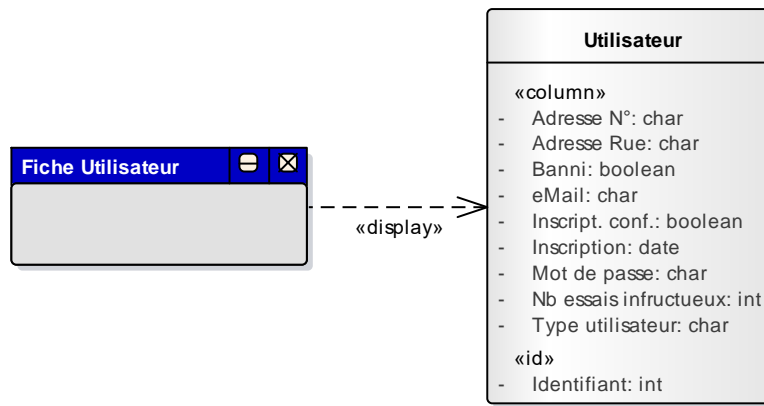 Fiche Utilisateur
«display»
Utilisateur
«column»
- Adresse N°: char
- Adresse Rue: char
- Banni: boolean
- eMail: char
- Inscript. conf.: boolean
- Inscription: date
- Mot de passe: char
- Nb essais infructueux: int
- Type utilisateur: char
«id»
- Identifiant: int